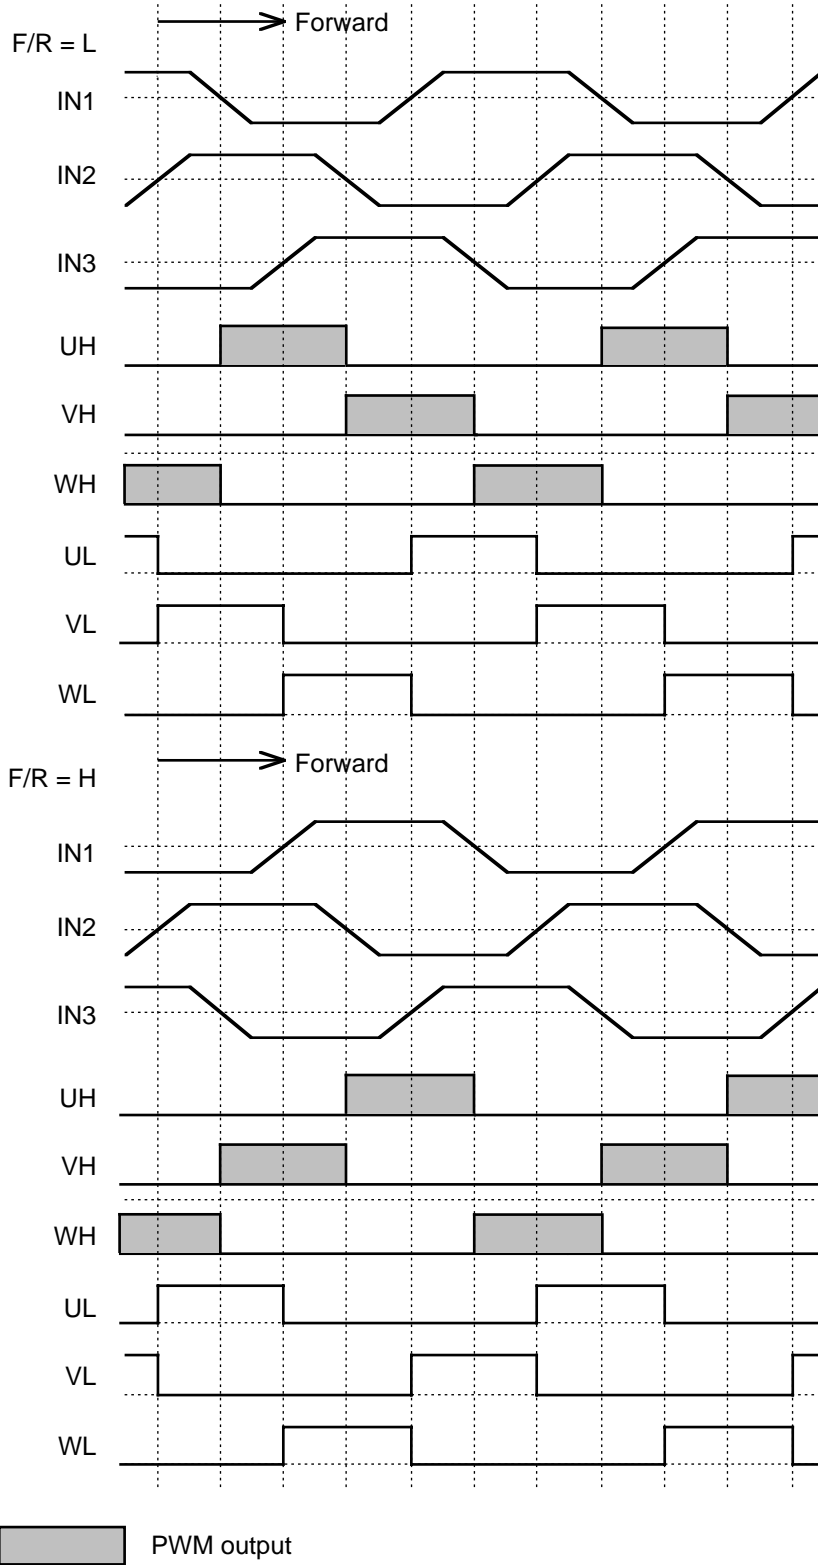 Forward
F/R = L
IN1
IN2
IN3
UH
VH
WH
UL
VL
WL
Forward
F/R = H
IN1
IN2
IN3
UH
VH
WH
UL
VL
WL
PWM output